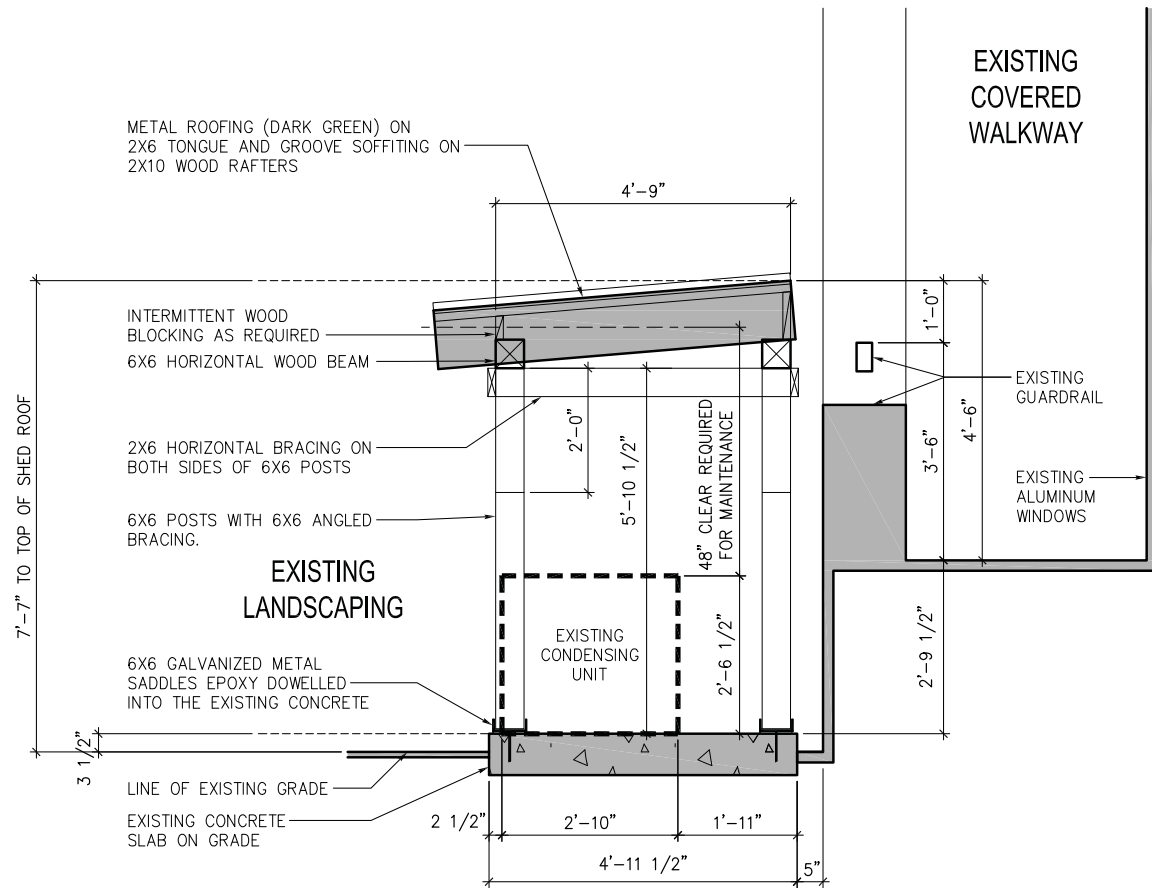 EXISTING
COVERED
WALKWAY
METAL ROOFING (DARK GREEN) ON
2X6 TONGUE AND GROOVE SOFFITING ON
2X10 WOOD RAFTERS
4'-9"
INTERMITTENT WOOD
BLOCKING AS REQUIRED
6X6 HORIZONTAL WOOD BEAM
1'-0"
EXISTING
GUARDRAIL
4'-6"
3'-6"
7'-7" TO TOP OF SHED ROOF
2X6 HORIZONTAL BRACING ON
BOTH SIDES OF 6X6 POSTS
2'-0"
5'-10 1/2"
48" CLEAR REQUIRED
FOR MAINTENANCE
EXISTING
ALUMINUM
WINDOWS
6X6 POSTS WITH 6X6 ANGLED
BRACING.
EXISTING
LANDSCAPING
EXISTING
CONDENSING
UNIT
2'-6 1/2"
2'-9 1/2"
6X6 GALVANIZED METAL
SADDLES EPOXY DOWELLED
INTO THE EXISTING CONCRETE
3 1/2"
LINE OF EXISTING GRADE
EXISTING CONCRETE
SLAB ON GRADE
2 1/2"
2'-10"
1'-11"
4'-11 1/2"
5"